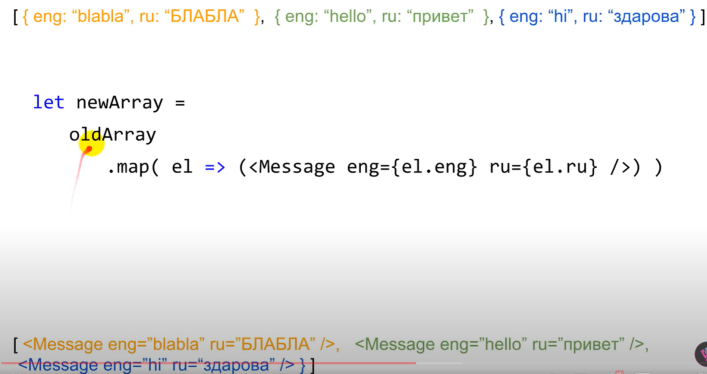 [ { eng: “blabla”, ru: “БЛАБЛА” }, { eng: “hello”, ru: “привет” }, { eng: “hi”, ru: “здарова” } ]
let newArray =
oldArray
.map( el => (<Message eng={el.eng} ru={el.ru} />) )
[ <Message eng=”blabla” ru=”БЛАБЛА” />, <Message eng=”hello” ru=”привет” />,
<Message eng=”hi” ru=“здарова” /> } ]